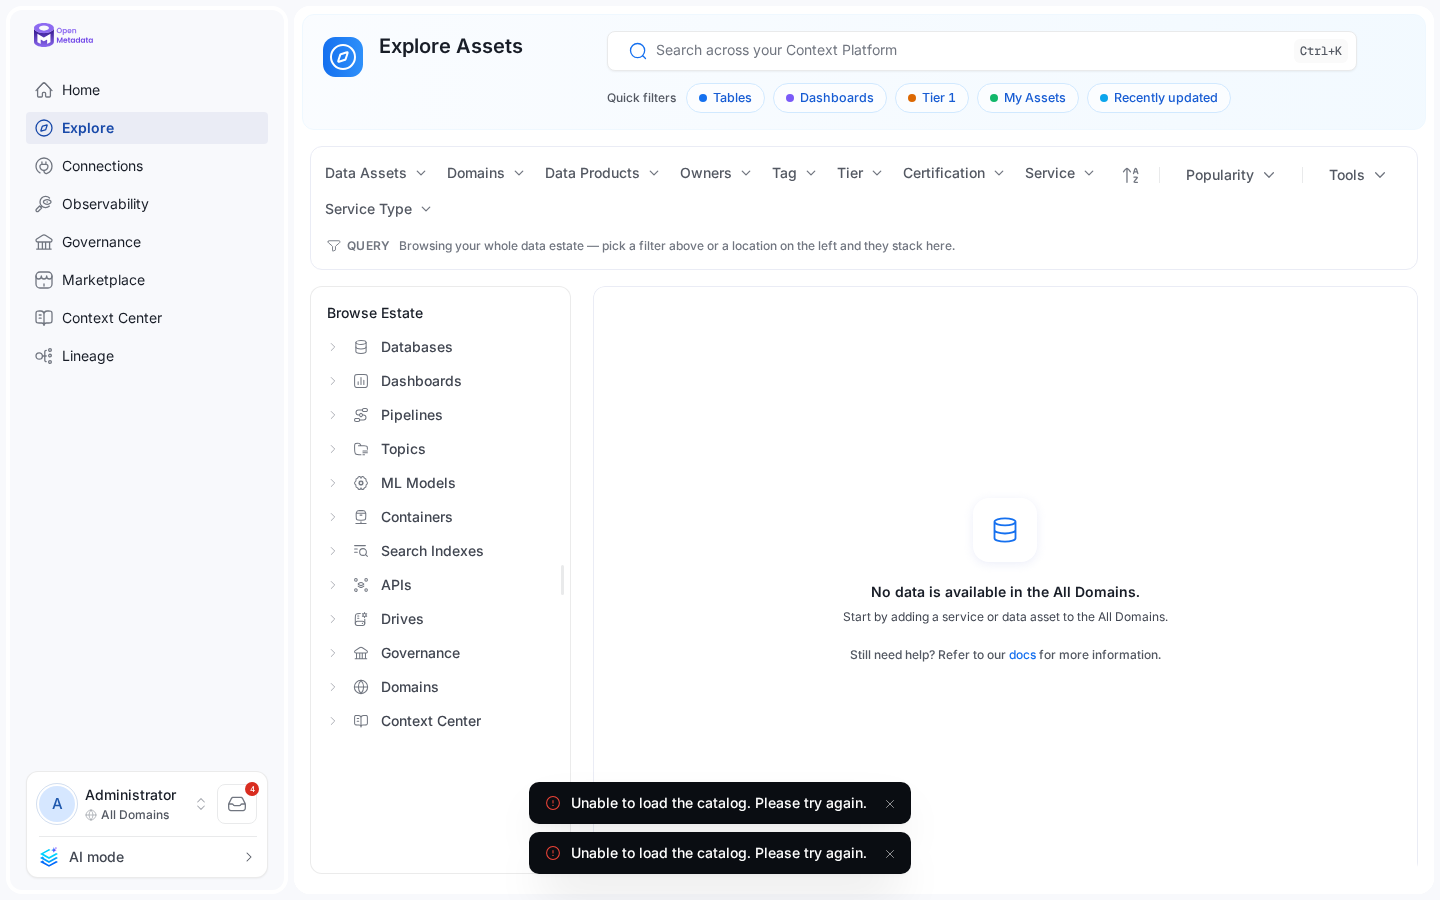 Open
Metadata
Home
Explore
Connections
Observability
Governance
Marketplace
Context Center
Lineage
A
Administrator
All Domains
4
AI mode
Explore Assets
Search across your Context Platform
Ctrl+K
Quick filters
Tables
Dashboards
Tier 1
My Assets
Recently updated
Data Assets
Domains
Data Products
Owners
Tag
Tier
Certification
Service
Service Type
A
Z
Popularity
Tools
QUERY Browsing your whole data estate — pick a filter above or a location on the left and they stack here.
Browse Estate
Databases
Dashboards
Pipelines
Topics
ML Models
Containers
Search Indexes
APIs
Drives
Governance
Domains
Context Center
No data is available in the All Domains.
Start by adding a service or data asset to the All Domains.
Still need help? Refer to our docs for more information.
Unable to load the catalog. Please try again.
Unable to load the catalog. Please try again.